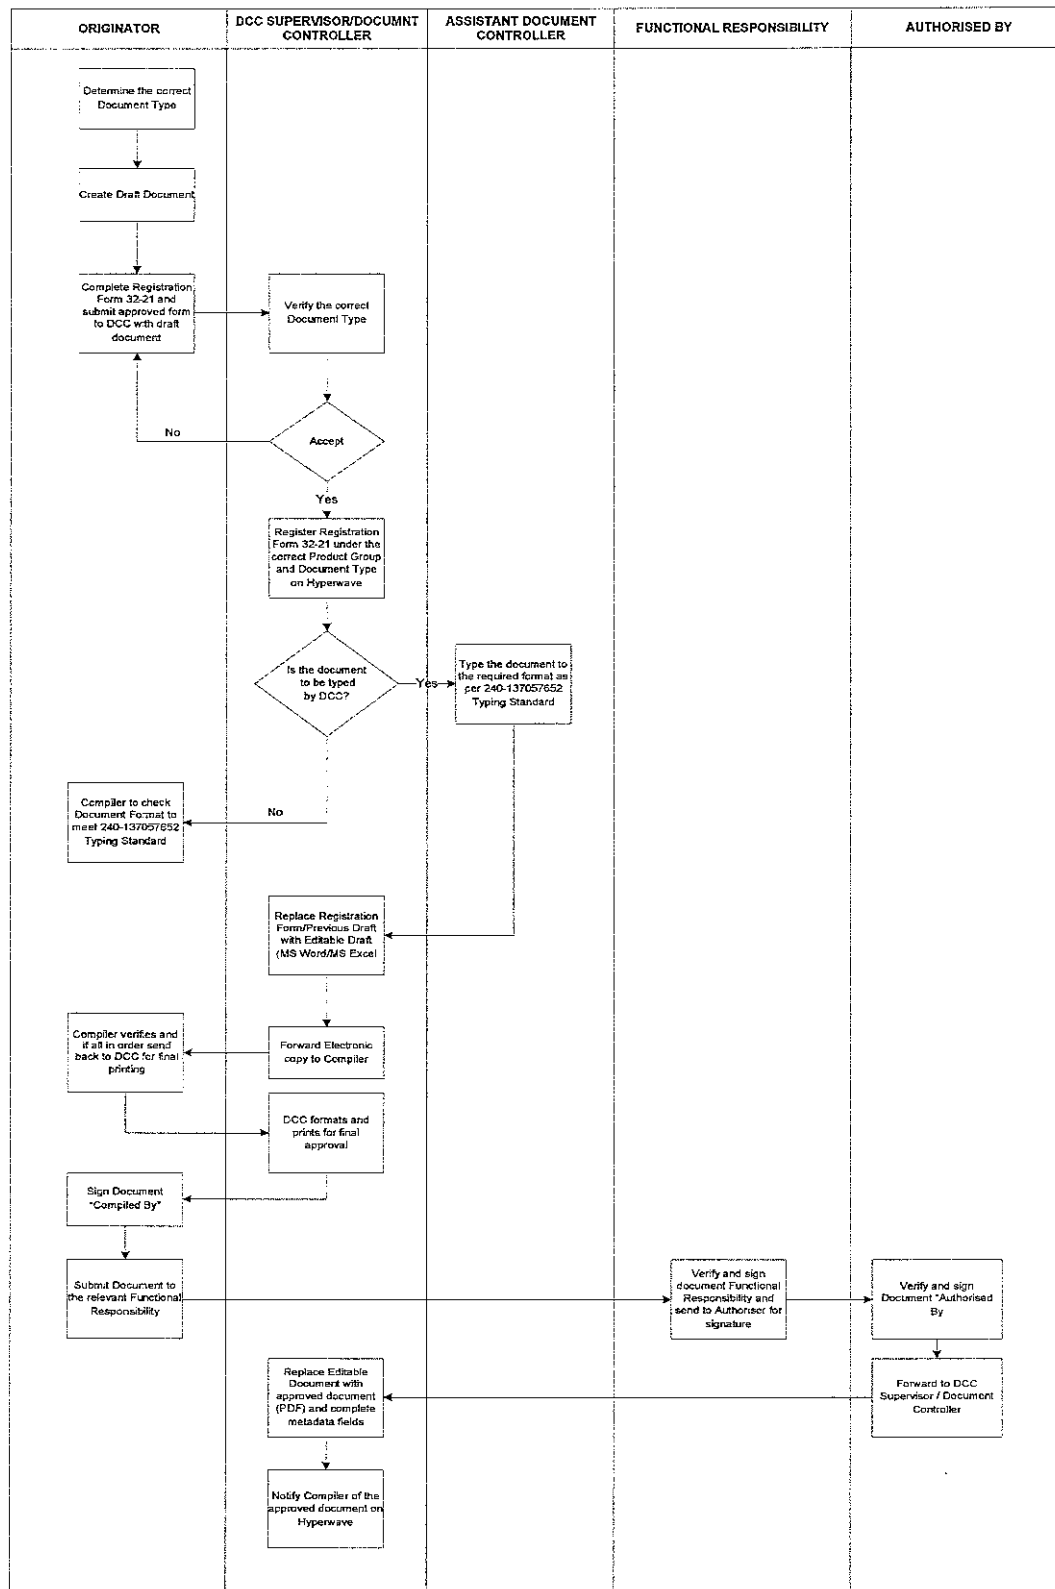 ORIGINATOR
DCC SUPERVISOR/DOCUMNT
CONTROLLER
ASSISTANT DOCUMENT
CONTROLLER
FUNCTIONAL RESPONSIBILITY
AUTHORISED BY
Determine the correct
Document Type
Create Draft Document
Complete Registration
Form 32-21 and
submit approved form
to DCC with draft
document
Verify the correct
Document Type
No
Accept
Yes
Register Registration
Form 32-21 under the
correct Product Group
and Document Type
on Hyperwave
Is the document
to be typed
by DCC?
Yes
Type the document to
the required format as
per 240-137057652
Typing Standard
Compiler to check
Document Format to
meet 240-137057652
Typing Standard
No
Replace Registration
Form/Previous Draft
with Editable Draft
(MS Word/MS Excel
Compiler verifies and
if all in order send
back to DCC for final
printing
Forward Electronic
copy to Compiler
DCC formats and
prints for final
approval
Sign Document
"Compiled By"
Submit Document to
the relevant Functional
Responsibility
Verify and sign
document Functional
Responsibility and
send to Authoriser for
signature
Verify and sign
Document "Authorised
By
Replace Editable
Document with
approved document
(PDF) and complete
metadata fields
Forward to DCC
Supervisor / Document
Controller
Notify Compiler of the
approved document on
Hyperwave